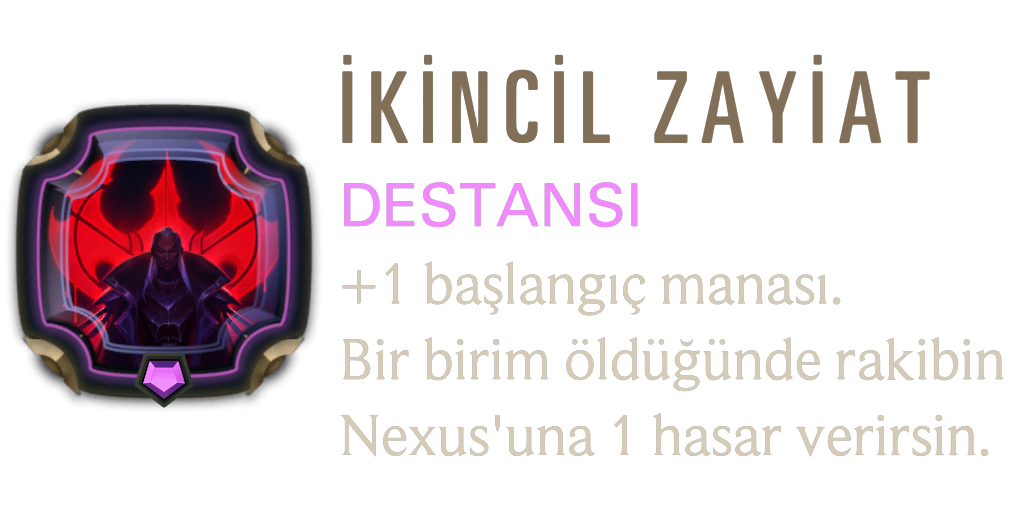 İKİNCİL ZAYİAT
DESTANSI
+1 başlangıç manası.
Bir birim öldüğünde rakibin
Nexus'una 1 hasar verirsin.